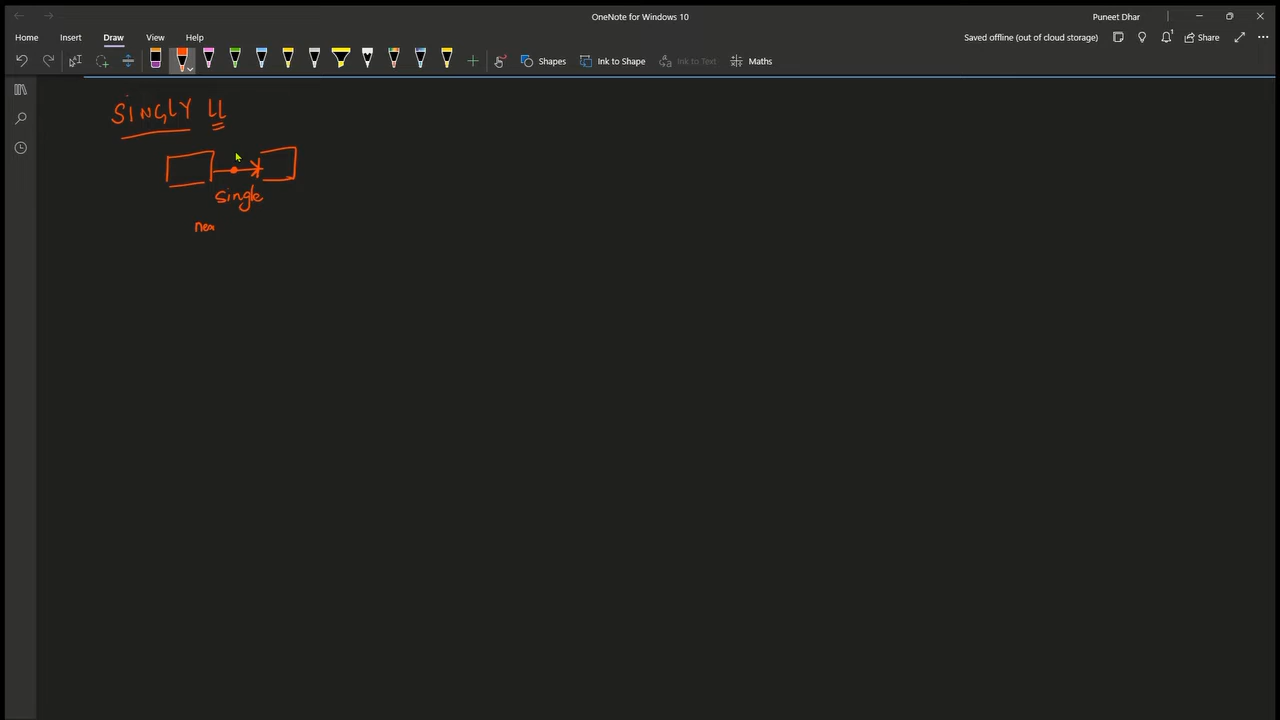 OneNote for Windows 10
Puneet Dhar
Home Insert Draw View Help
Saved offline (out of cloud storage)
Share
Shapes
Ink to Shape
Ink to Text
Maths
SINGLY LL
single
nex